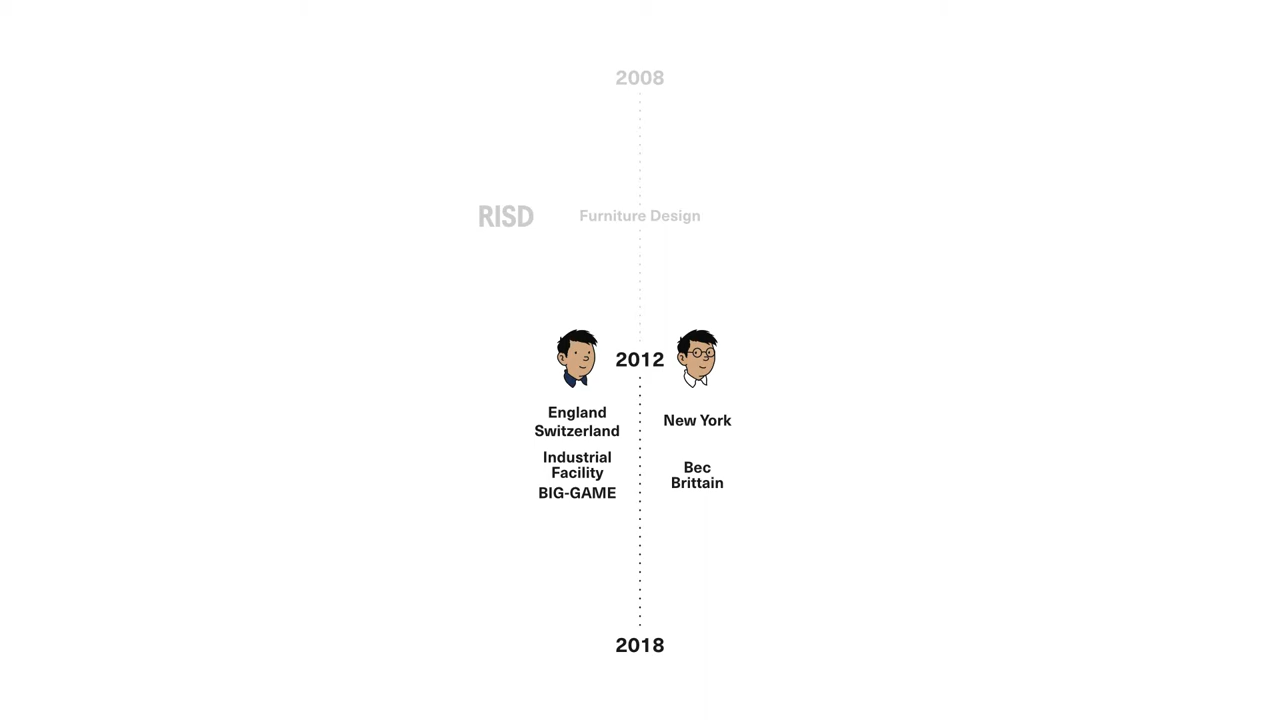 2008
RISD
Furniture Design
2012
England
Switzerland
Industrial
Facility
BIG-GAME
New York
Bec
Brittain
2018